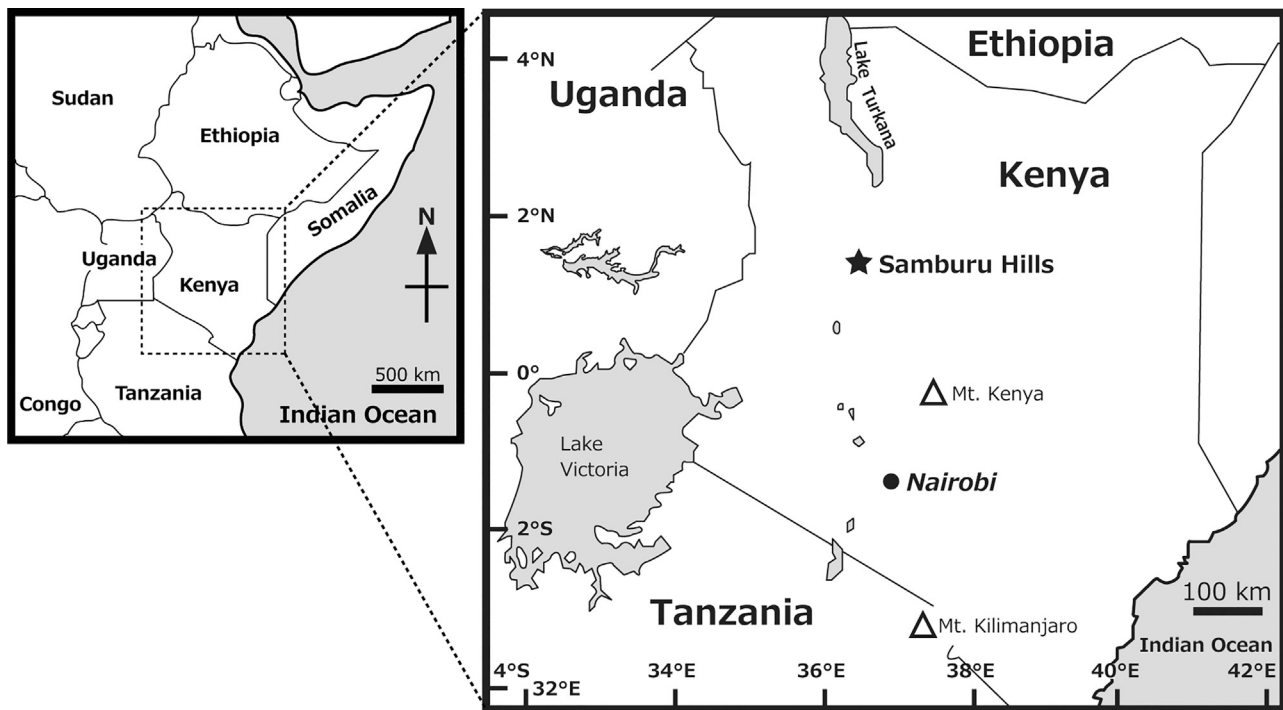 Sudan
Ethiopia
Somalia
N
Uganda
Kenya
500 km
Tanzania
Congo
Indian Ocean
Ethiopia
4°N
Uganda
Lake Turkana
Kenya
2°N
Samburu Hills
0°
Mt. Kenya
Lake
Victoria
Nairobi
2°S
100 km
Tanzania
Mt. Kilimanjaro
Indian Ocean
4°S
32°E
34°E
36°E
38°E
40°E
42°E